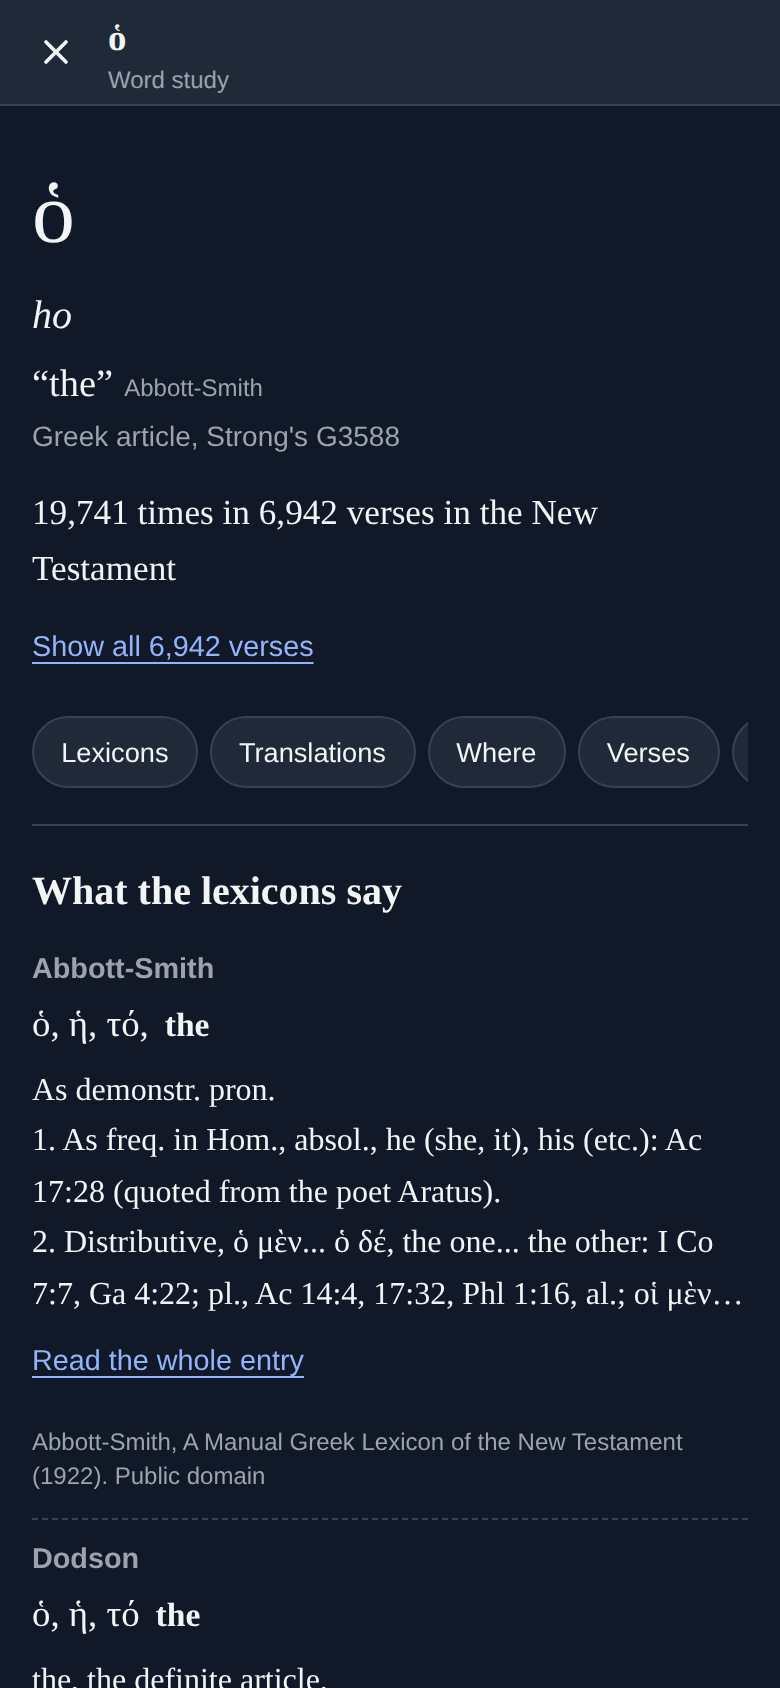 ὁ
Word study
ὁ
ho
“the” Abbott-Smith
Greek article, Strong's G3588
19,741 times in 6,942 verses in the New
Testament
Show all 6,942 verses
Lexicons Translations Where Verses
What the lexicons say
Abbott-Smith
ὁ, ἡ, τό, the
As demonstr. pron.
1. As freq. in Hom., absol., he (she, it), his (etc.): Ac
17:28 (quoted from the poet Aratus).
2. Distributive, ὁ μὲν... ὁ δέ, the one... the other: I Co
7:7, Ga 4:22; pl., Ac 14:4, 17:32, Phl 1:16, al.; οἱ μὲν…
Read the whole entry
Abbott-Smith, A Manual Greek Lexicon of the New Testament
(1922). Public domain
Dodson
ὁ, ἡ, τό the
the, the definite article.